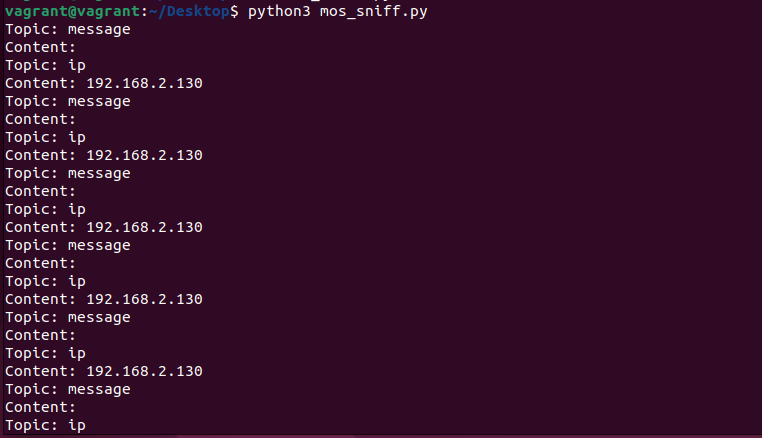 vagrant@vagrant:~/Desktop$ python3 mos_sniff.py
Topic: message
Content:
Topic: ip
Content: 192.168.2.130
Topic: message
Content:
Topic: ip
Content: 192.168.2.130
Topic: message
Content:
Topic: ip
Content: 192.168.2.130
Topic: message
Content:
Topic: ip
Content: 192.168.2.130
Topic: message
Content:
Topic: ip
Content: 192.168.2.130
Topic: message
Content:
Topic: ip